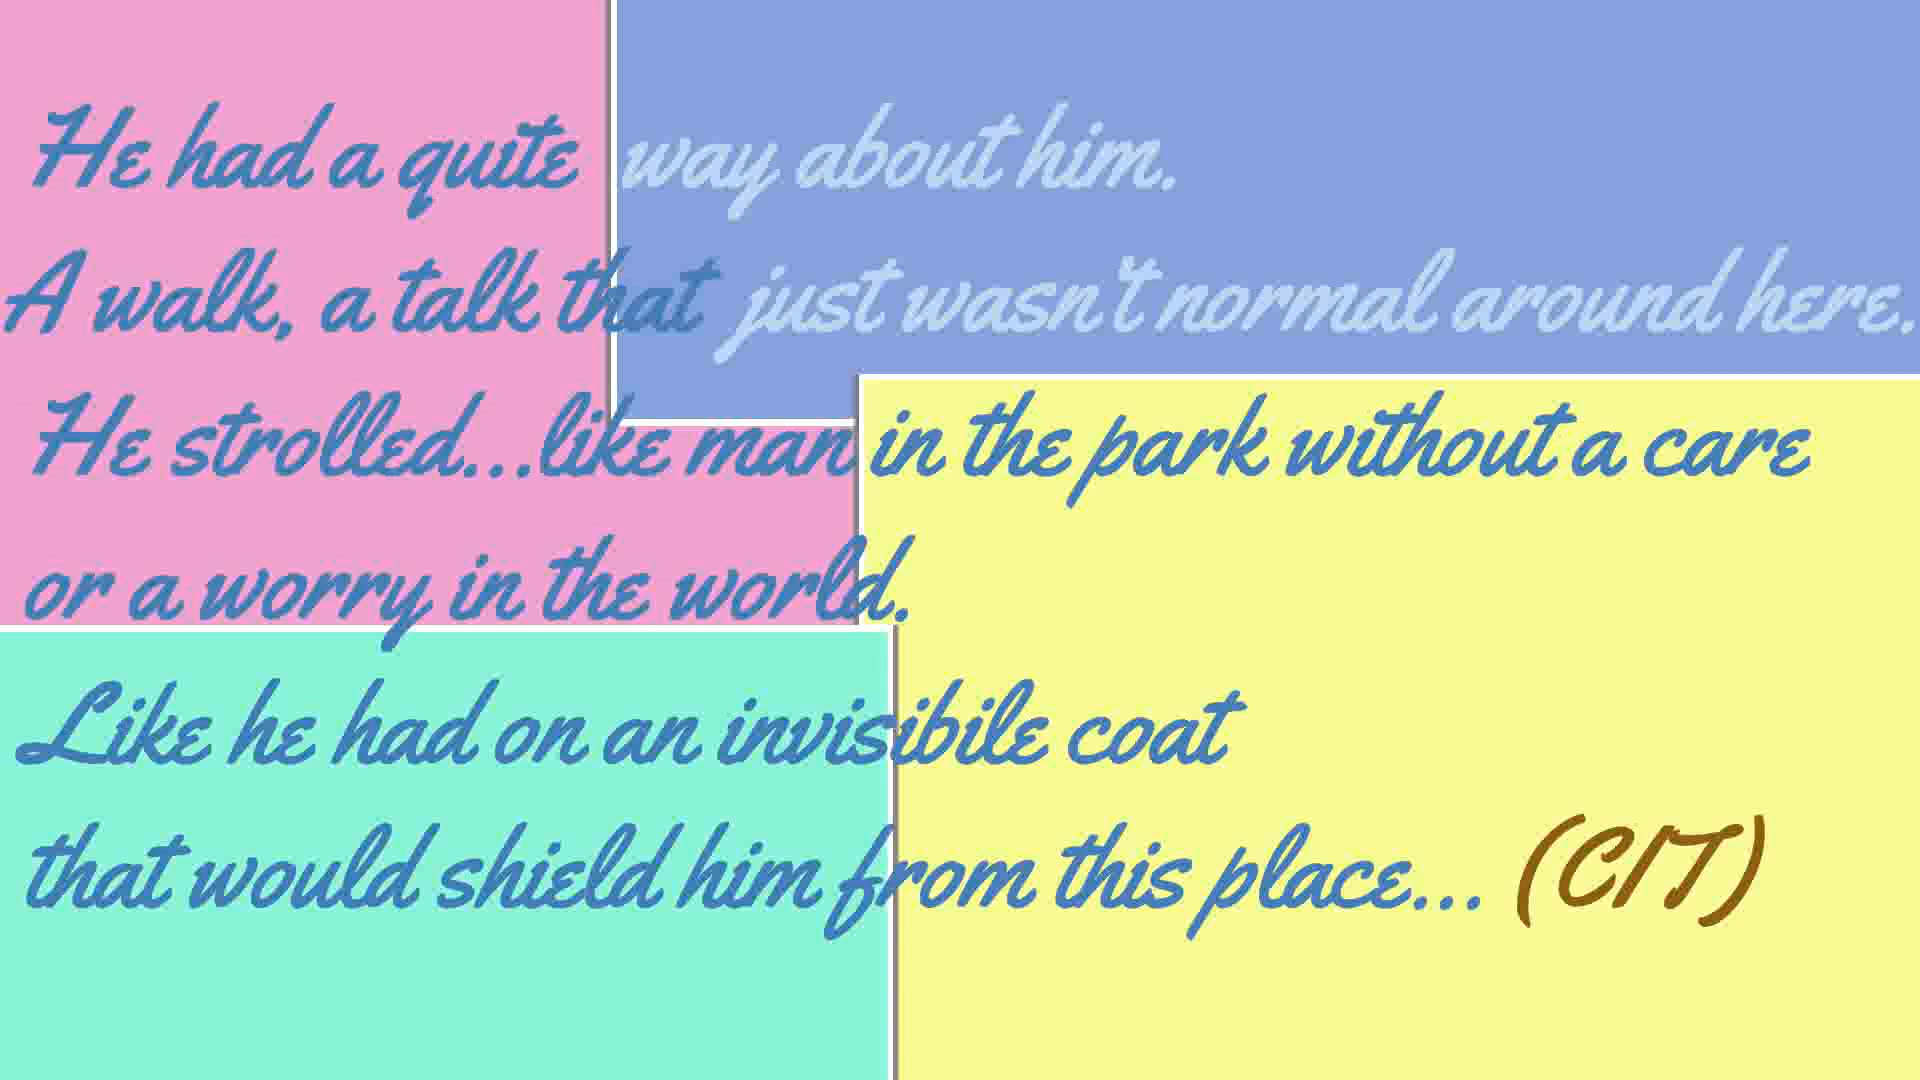 He had a quite way about him.
A walk, a talk that just wasn't normal around here.
He strolled...like man in the park without a care
or a worry in the world.
Like he had on an invisibile coat
that would shield him from this place... (CIT)